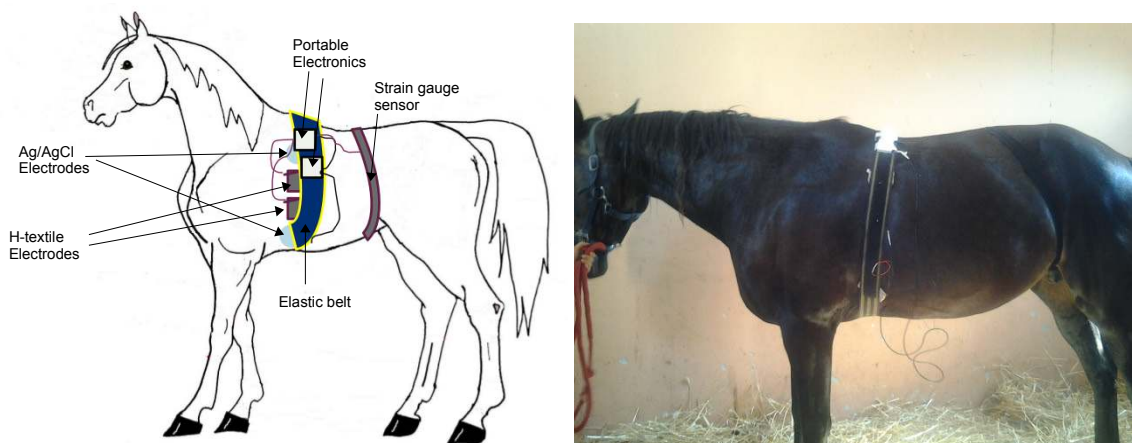 Portable
Electronics
Strain gauge
sensor
Ag/AgCl
Electrodes
H-textile
Electrodes
Elastic belt